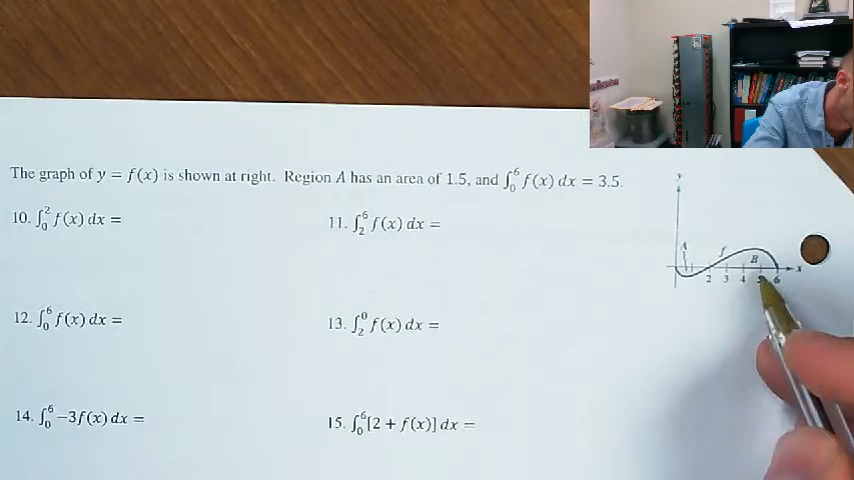 The graph of y = f(x) is shown at right. Region A has an area of 1.5, and ∫₀⁶ f(x) dx = 3.5.
10. ∫₀² f(x) dx =
11. ∫₂⁶ f(x) dx =
12. ∫₀⁶ f(x) dx =
13. ∫₂⁰ f(x) dx =
14. ∫₀⁶ −3f(x) dx =
15. ∫₀⁶ [2 + f(x)] dx =
y
A f B x
2 3 4 5 6